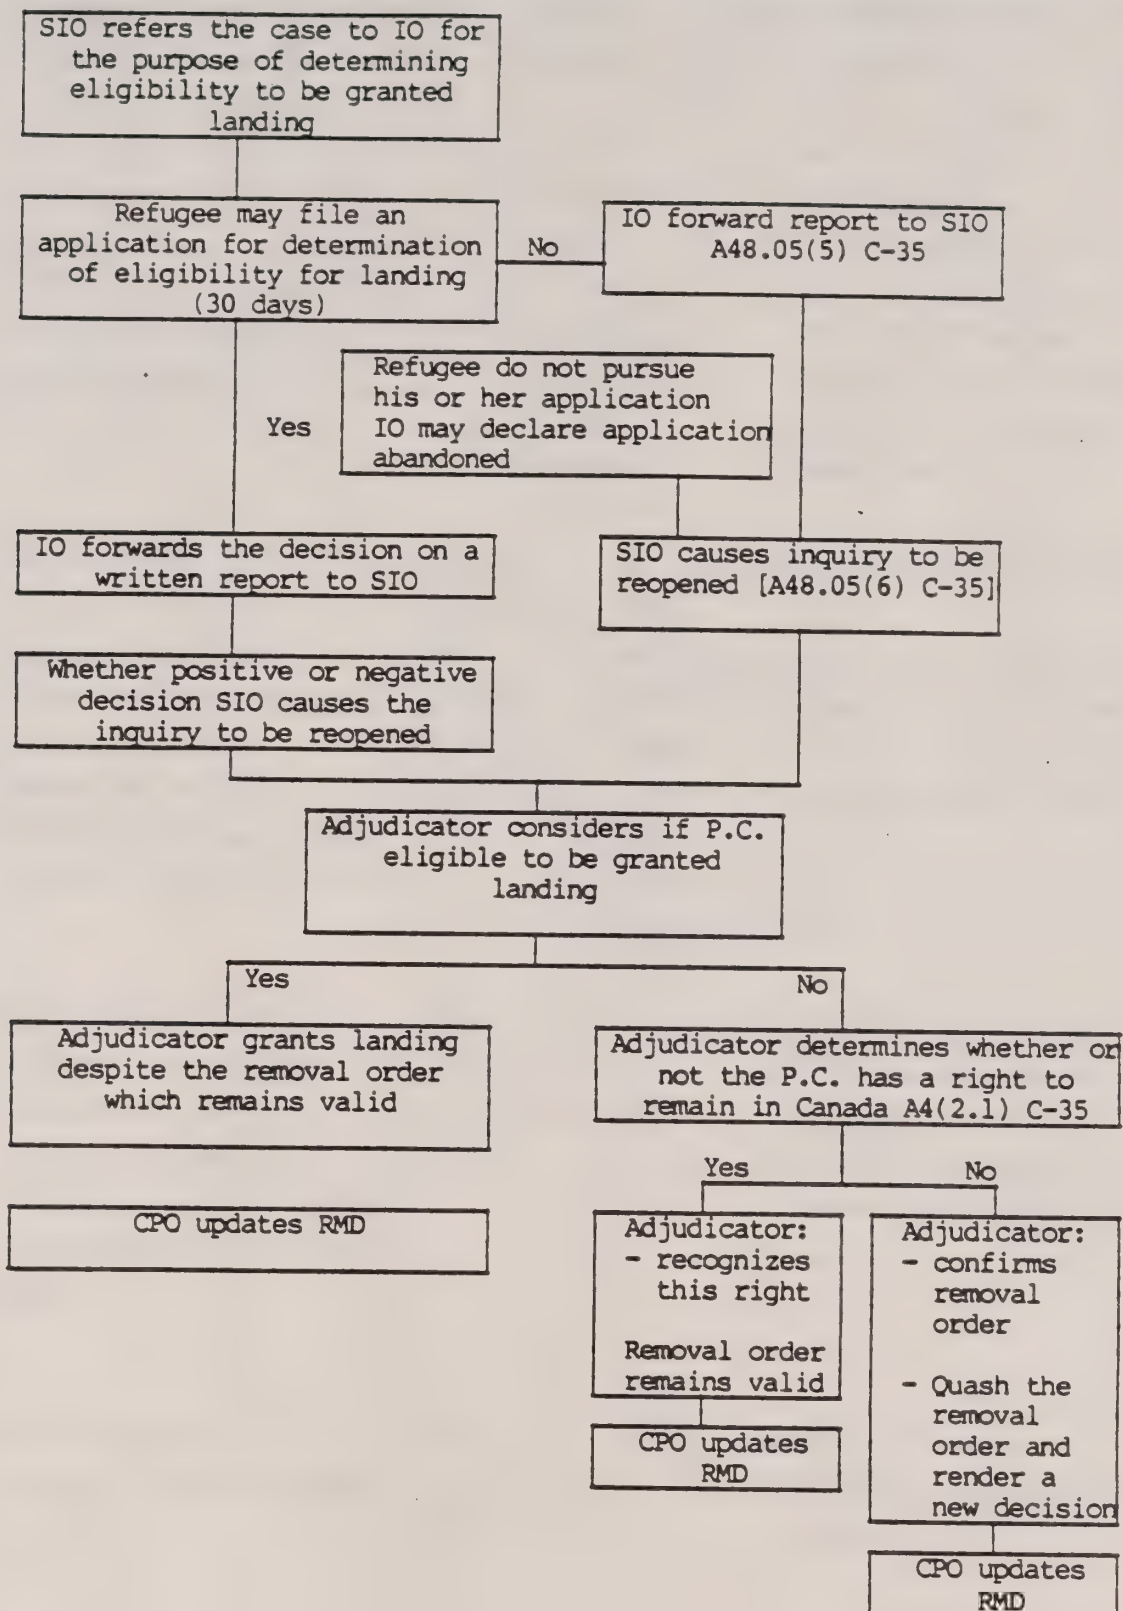 SIO refers the case to IO for
the purpose of determining
eligibility to be granted
landing
Refugee may file an
application for determination
of eligibility for landing
(30 days)
No
IO forward report to SIO
A48.05(5) C-35
Yes
Refugee do not pursue
his or her application
IO may declare application
abandoned
IO forwards the decision on a
written report to SIO
SIO causes inquiry to be
reopened [A48.05(6) C-35]
Whether positive or negative
decision SIO causes the
inquiry to be reopened
Adjudicator considers if P.C.
eligible to be granted
landing
Yes
No
Adjudicator grants landing
despite the removal order
which remains valid
Adjudicator determines whether or
not the P.C. has a right to
remain in Canada A4(2.1) C-35
CPO updates RMD
Yes
No
Adjudicator:
- recognizes
this right
Removal order
remains valid
CPO updates
RMD
Adjudicator:
- confirms
removal
order
- Quash the
removal
order and
render a
new decision
CPO updates
RMD